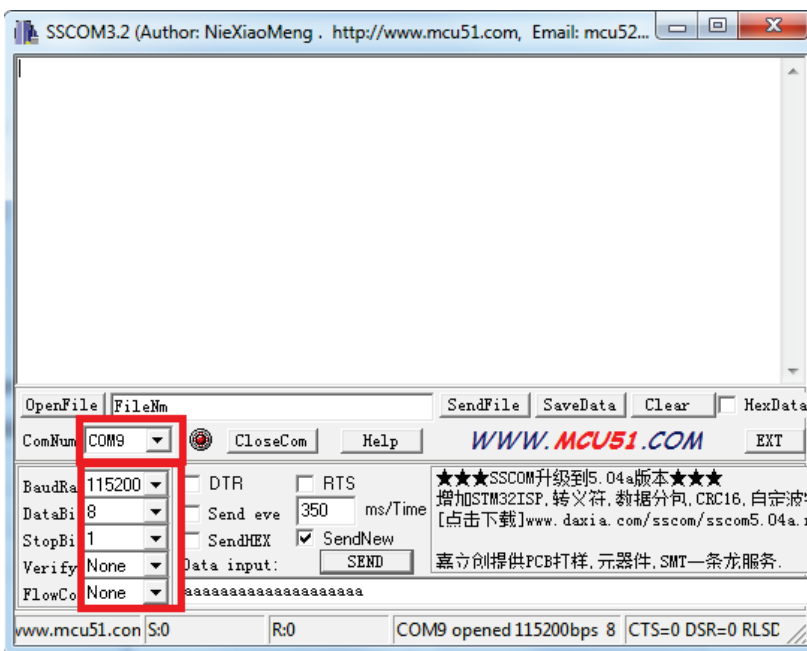 SSCOM3.2 (Author: NieXiaoMeng . http://www.mcu51.com, Email: mcu52...
OpenFile FileNm SendFile SaveData Clear HexData
ComNum COM9 CloseCom Help WWW.MCU51.COM EXT
BaudRa 115200 DTR RTS
DataBi 8 Send eve 350 ms/Time
StopBi 1 SendHEX SendNew
Verify None Data input: SEND
FlowCo None aaaaaaaaaaaaaaaaaaaaa
★★★SSCOM升级到5.04a版本★★★
增加STM32ISP,转义符,数据分包,CRC16,自定波
[点击下载]www.daxia.com/sscom/sscom5.04a.
嘉立创提供PCB打样,元器件,SMT一条龙服务.
www.mcu51.con S:0 R:0 COM9 opened 115200bps 8 CTS=0 DSR=0 RLSD